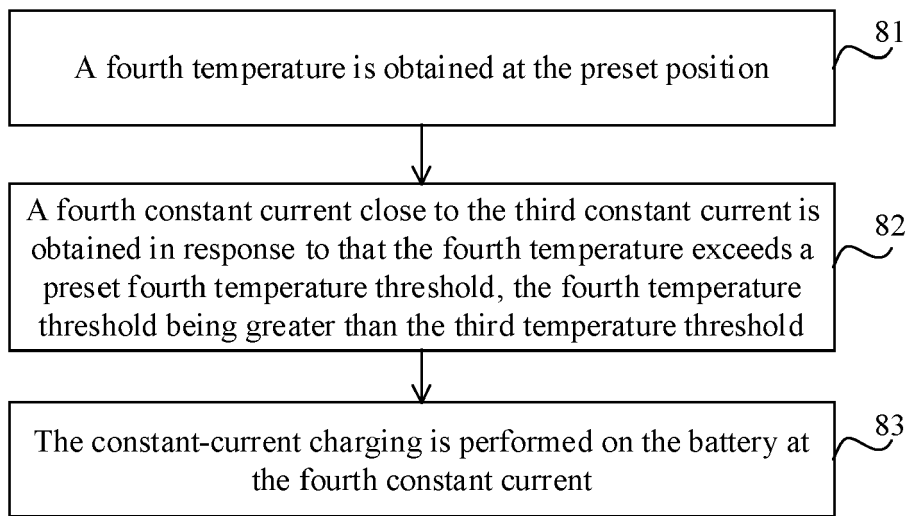 81
A fourth temperature is obtained at the preset position
A fourth constant current close to the third constant current is
obtained in response to that the fourth temperature exceeds a
preset fourth temperature threshold, the fourth temperature
threshold being greater than the third temperature threshold
82
The constant-current charging is performed on the battery at
the fourth constant current
83